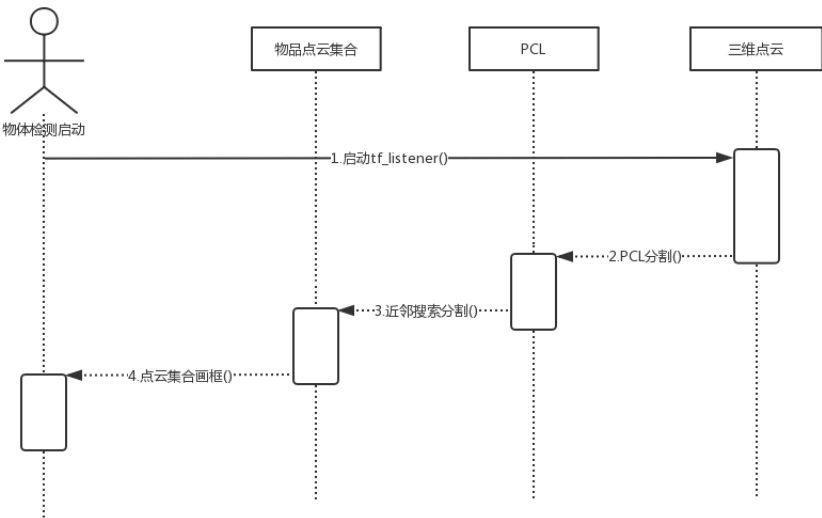 物品点云集合
PCL
三维点云
物体检测启动
1.启动tf_listener()
2.PCL分割()
3.近邻搜索分割()
4.点云集合画框()